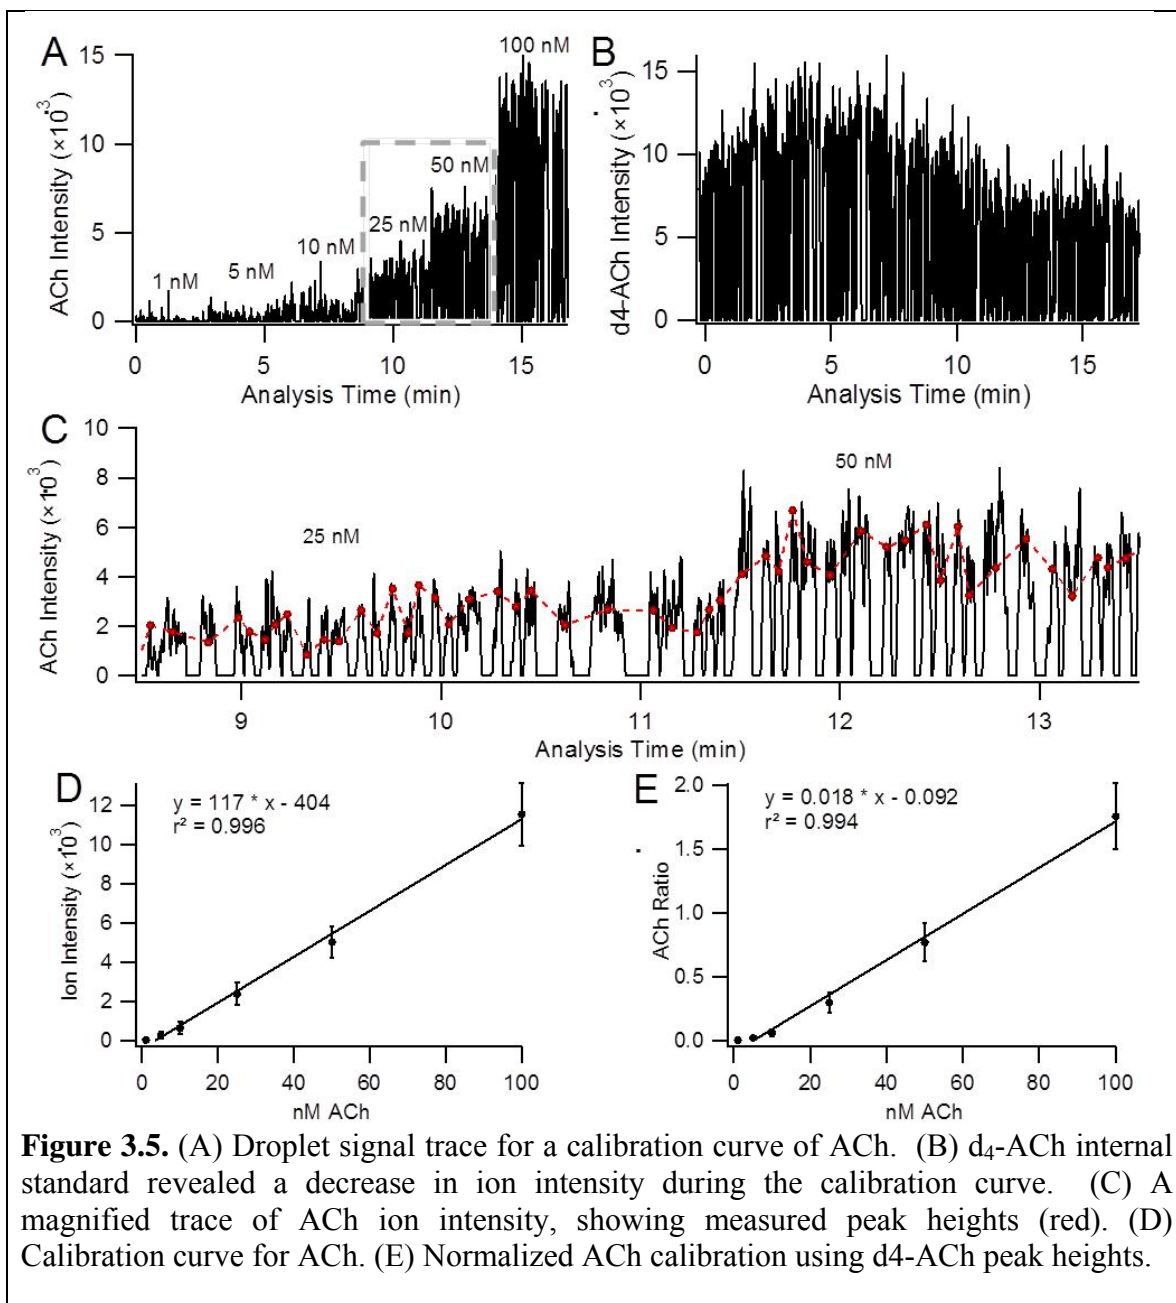 A
100 nM
50 nM
25 nM
10 nM
5 nM
1 nM
15
10
5
0
ACh Intensity (×10³)
0 5 10 15
Analysis Time (min)
B
15
10
5
0
d4-ACh Intensity (×10³)
0 5 10 15
Analysis Time (min)
C
10
8
6
4
2
0
ACh Intensity (×10³)
25 nM
50 nM
9 10 11 12 13
Analysis Time (min)
D
y = 117 * x - 404
r² = 0.996
12
10
8
6
4
2
0
Ion Intensity (×10³)
0 20 40 60 80 100
nM ACh
E
y = 0.018 * x - 0.092
r² = 0.994
2.0
1.5
1.0
0.5
0.0
ACh Ratio
0 20 40 60 80 100
nM ACh
Figure 3.5. (A) Droplet signal trace for a calibration curve of ACh. (B) d₄-ACh internal
standard revealed a decrease in ion intensity during the calibration curve. (C) A
magnified trace of ACh ion intensity, showing measured peak heights (red). (D)
Calibration curve for ACh. (E) Normalized ACh calibration using d4-ACh peak heights.